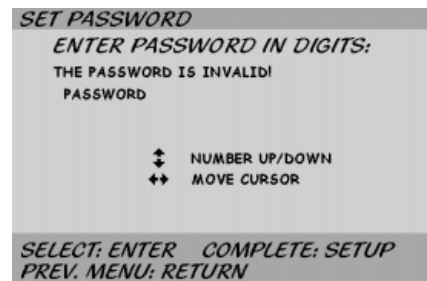 SET PASSWORD
ENTER PASSWORD IN DIGITS:
THE PASSWORD IS INVALID!
PASSWORD
NUMBER UP/DOWN
MOVE CURSOR
SELECT: ENTER COMPLETE: SETUP
PREV. MENU: RETURN